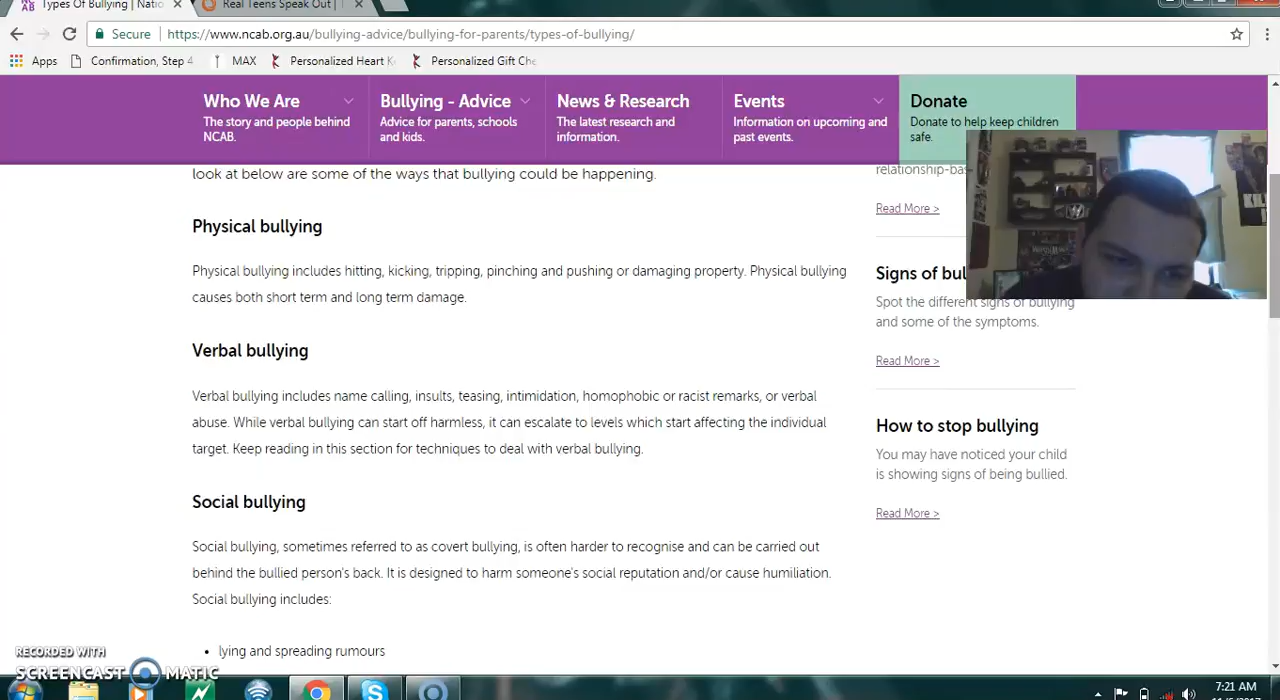 Types Of Bullying | Natio
Real Teens Speak Out |
Secure https://www.ncab.org.au/bullying-advice/bullying-for-parents/types-of-bullying/
Apps Confirmation, Step 4 MAX Personalized Heart K Personalized Gift Che
Who We Are
The story and people behind
NCAB.
Bullying - Advice
Advice for parents, schools
and kids.
News & Research
The latest research and
information.
Events
Information on upcoming and
past events.
Donate
Donate to help keep children
safe.
look at below are some of the ways that bullying could be happening.
Physical bullying
Physical bullying includes hitting, kicking, tripping, pinching and pushing or damaging property. Physical bullying
causes both short term and long term damage.
Verbal bullying
Verbal bullying includes name calling, insults, teasing, intimidation, homophobic or racist remarks, or verbal
abuse. While verbal bullying can start off harmless, it can escalate to levels which start affecting the individual
target. Keep reading in this section for techniques to deal with verbal bullying.
Social bullying
Social bullying, sometimes referred to as covert bullying, is often harder to recognise and can be carried out
behind the bullied person's back. It is designed to harm someone's social reputation and/or cause humiliation.
Social bullying includes:
• lying and spreading rumours
relationship-bas
Read More >
Signs of bul
Spot the different signs of bullying
and some of the symptoms.
Read More >
How to stop bullying
You may have noticed your child
is showing signs of being bullied.
Read More >
RECORDED WITH
SCREENCAST MATIC
7:21 AM